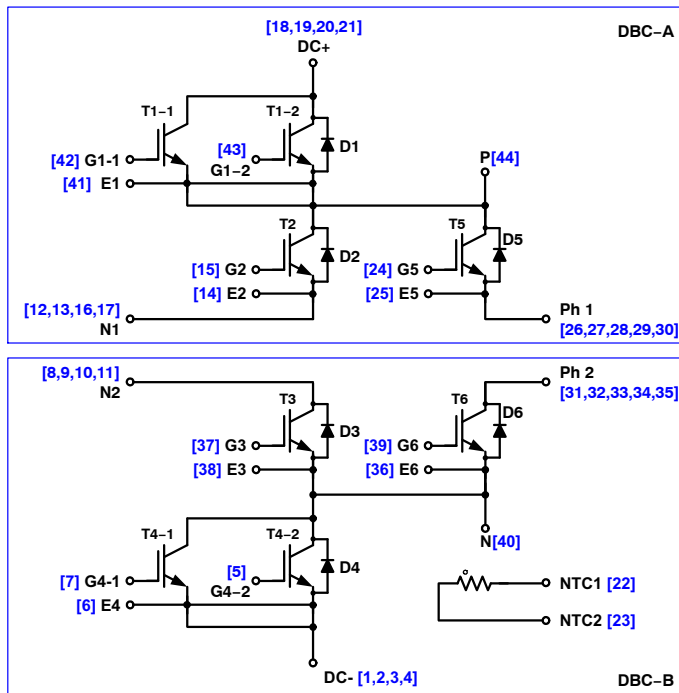 [18,19,20,21]
DC+
DBC-A
T1-1
T1-2
[42] G1-1
[43]
G1-2
D1
[41] E1
P[44]
T2
T5
[15] G2
D2
[24] G5
D5
[14] E2
[25] E5
[12,13,16,17]
N1
Ph 1
[26,27,28,29,30]
[8,9,10,11]
N2
Ph 2
[31,32,33,34,35]
T3
T6
[37] G3
D3
[39] G6
D6
[38] E3
[36] E6
T4-1
T4-2
N[40]
[7] G4-1
[5]
G4-2
D4
[6] E4
NTC1 [22]
NTC2 [23]
DC- [1,2,3,4]
DBC-B